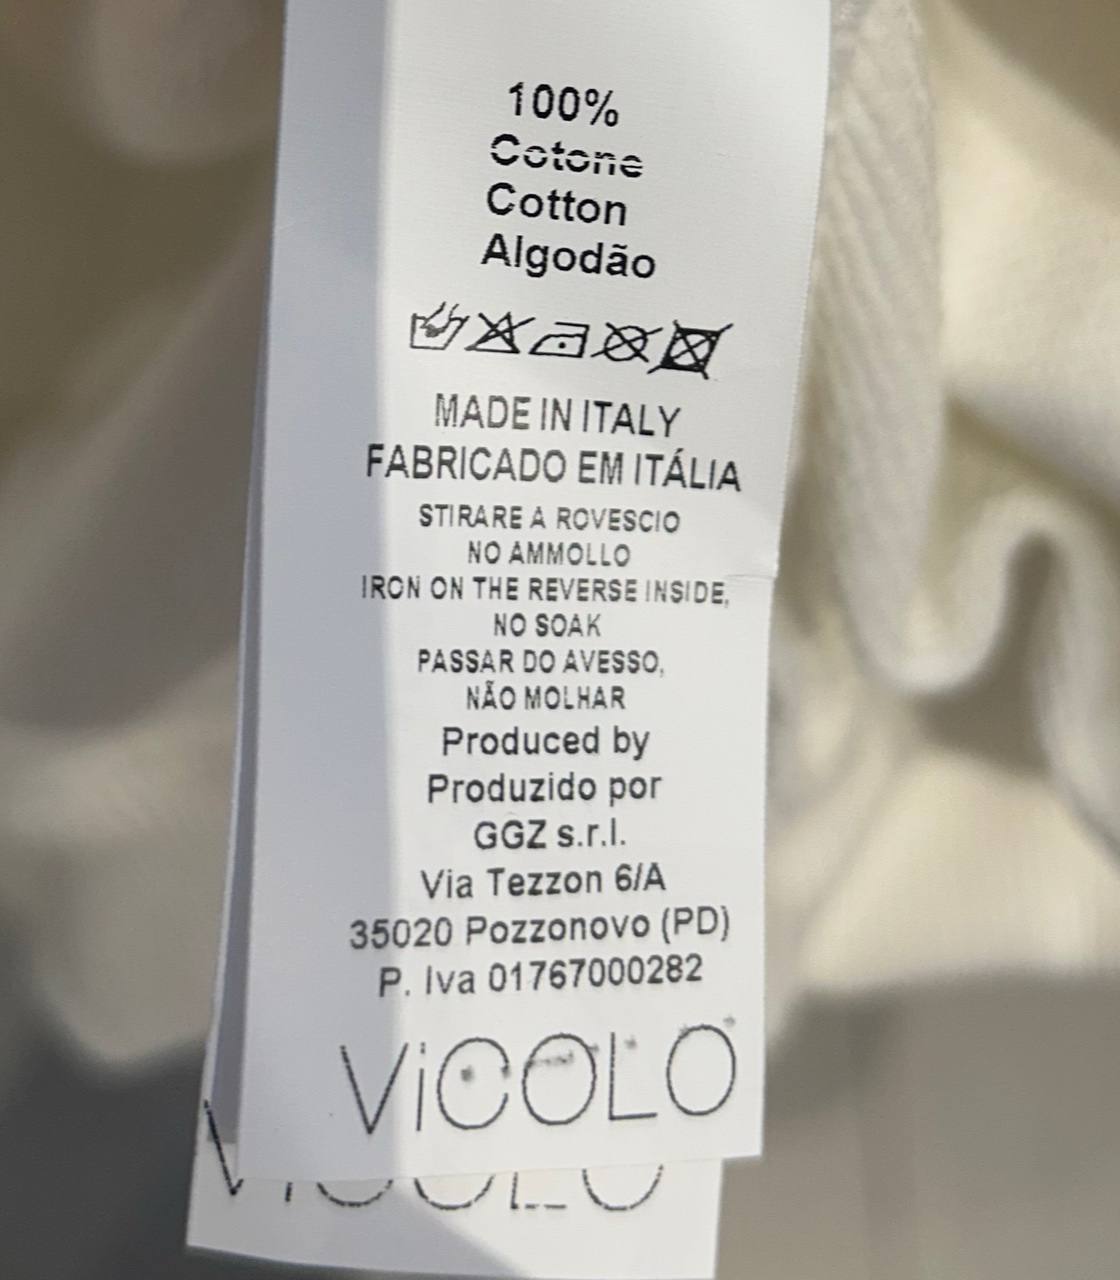 100%
Cotone
Cotton
Algodão
MADE IN ITALY
FABRICADO EM ITÁLIA
STIRARE A ROVESCIO
NO AMMOLLO
IRON ON THE REVERSE INSIDE,
NO SOAK
PASSAR DO AVESSO,
NÃO MOLHAR
Produced by
Produzido por
GGZ s.r.l.
Via Tezzon 6/A
35020 Pozzonovo (PD)
P. Iva 01767000282
ViCOLO
ViCOLO